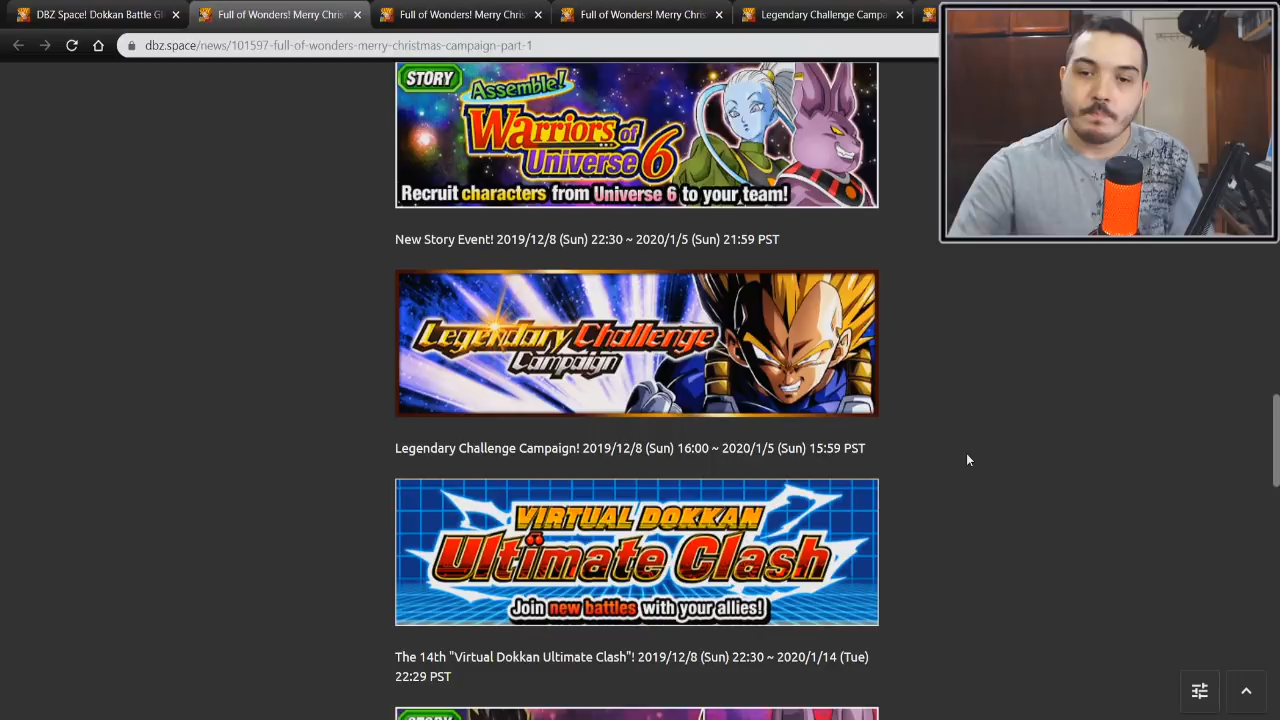 DBZ Space! Dokkan Battle Gl
Full of Wonders! Merry Chris
Full of Wonders! Merry Chris
Full of Wonders! Merry Chris
Legendary Challenge Campa
dbz.space/news/101597-full-of-wonders-merry-christmas-campaign-part-1
STORY
Assemble!
Warriors of
Universe 6
Recruit characters from Universe 6 to your team!
New Story Event! 2019/12/8 (Sun) 22:30 ~ 2020/1/5 (Sun) 21:59 PST
Legendary Challenge
Campaign
Legendary Challenge Campaign! 2019/12/8 (Sun) 16:00 ~ 2020/1/5 (Sun) 15:59 PST
VIRTUAL DOKKAN
Ultimate Clash
Join new battles with your allies!
The 14th "Virtual Dokkan Ultimate Clash"! 2019/12/8 (Sun) 22:30 ~ 2020/1/14 (Tue)
22:29 PST
STORY